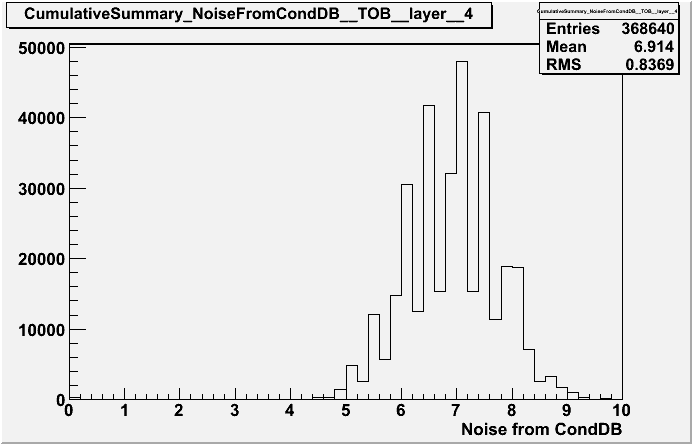 CumulativeSummary_NoiseFromCondDB__TOB__layer__4
CumulativeSummary_NoiseFromCondDB__TOB__layer__4
Entries 368640
Mean 6.914
RMS 0.8369
50000
40000
30000
20000
10000
0
0 1 2 3 4 5 6 7 8 9 10
Noise from CondDB